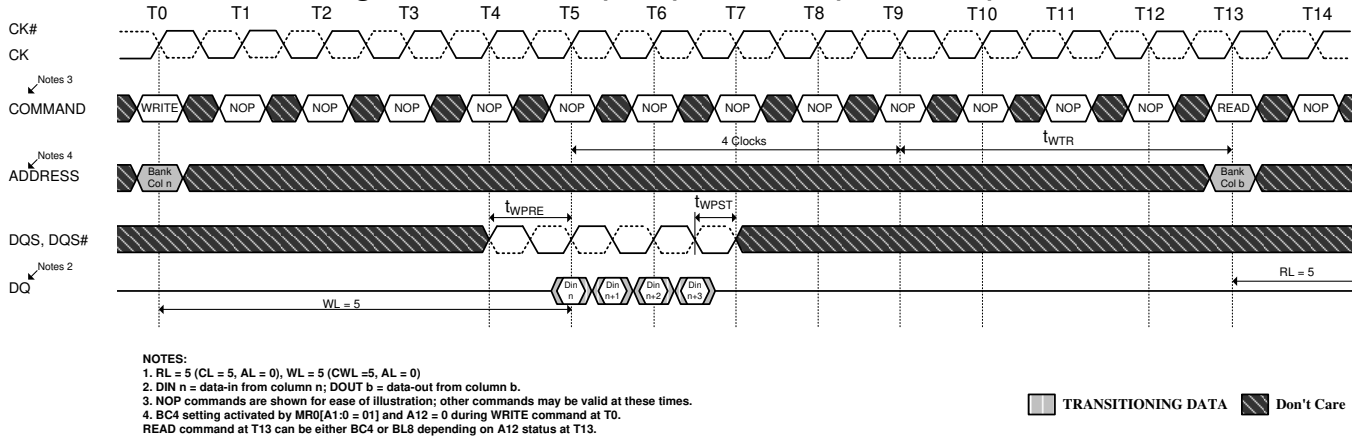 T0 T1 T2 T3 T4 T5 T6 T7 T8 T9 T10 T11 T12 T13 T14
CK#
CK
Notes 3
COMMAND
WRITE NOP NOP NOP NOP NOP NOP NOP NOP NOP NOP NOP NOP READ NOP
4 Clocks tWTR
Notes 4
ADDRESS
Bank Bank
Col n Col b
tWPRE tWPST
DQS, DQS#
Notes 2
DQ
Din Din Din Din
n n+1 n+2 n+3
RL = 5
WL = 5
NOTES:
1. RL = 5 (CL = 5, AL = 0), WL = 5 (CWL =5, AL = 0)
2. DIN n = data-in from column n; DOUT b = data-out from column b.
3. NOP commands are shown for ease of illustration; other commands may be valid at these times.
4. BC4 setting activated by MR0[A1:0 = 01] and A12 = 0 during WRITE command at T0.
READ command at T13 can be either BC4 or BL8 depending on A12 status at T13.
TRANSITIONING DATA Don't Care